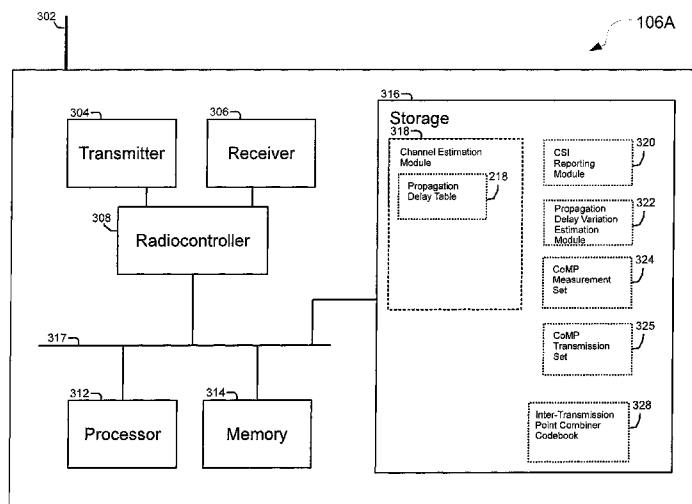 302
106A
304
Transmitter
306
Receiver
308
Radiocontroller
317
312
Processor
314
Memory
316
Storage
318
Channel Estimation
Module
Propagation
Delay Table
218
CSI
Reporting
Module
320
Propagation
Delay Variation
Estimation
Module
322
CoMP
Measurement
Set
324
CoMP
Transmission
Set
325
Inter-Transmission
Point Combiner
Codebook
328